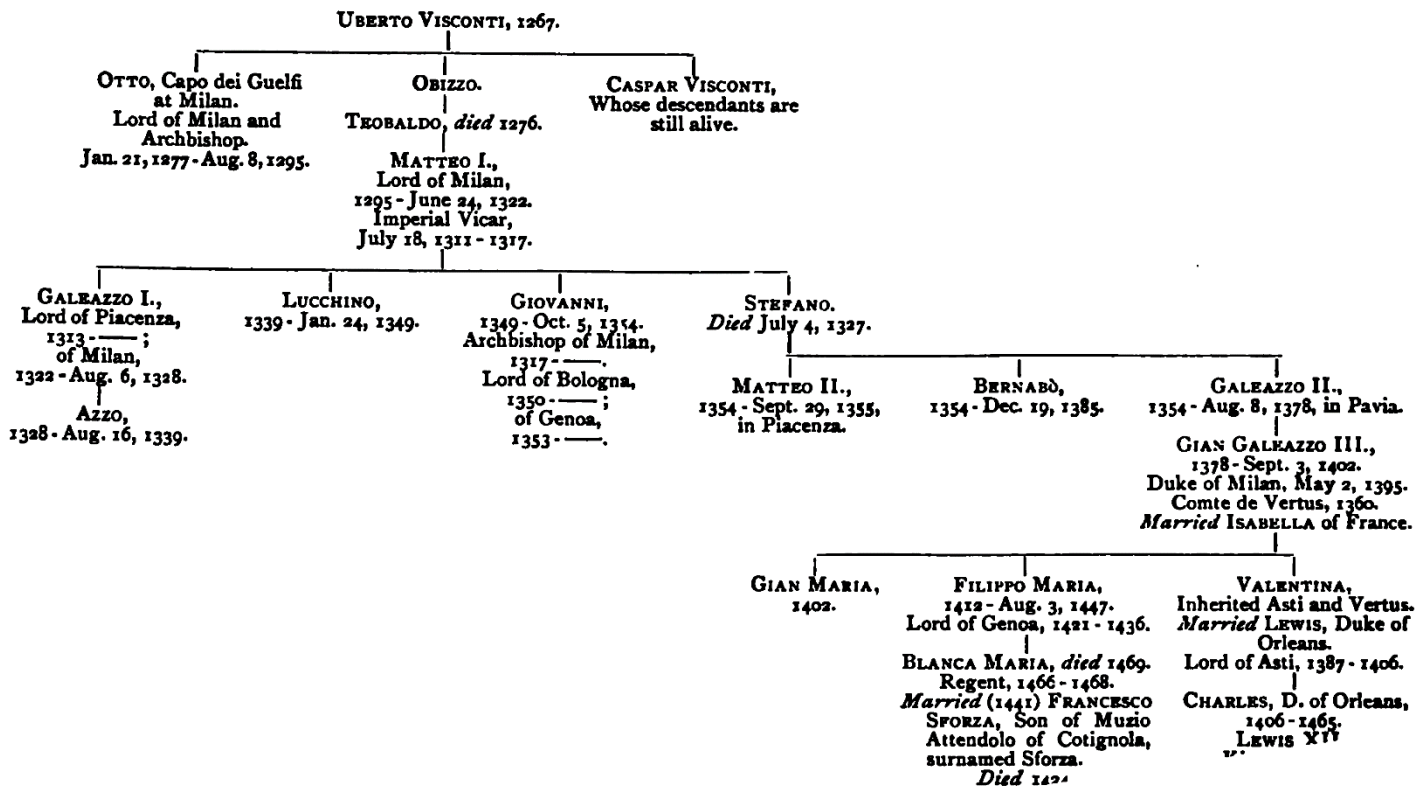 UBERTO VISCONTI, 1267.
OTTO, Capo dei Guelfi
at Milan.
Lord of Milan and
Archbishop.
Jan. 21, 1277 - Aug. 8, 1295.
OBIZZO.
TEOBALDO, died 1276.
MATTEO I.,
Lord of Milan,
1295 - June 24, 1322.
Imperial Vicar,
July 18, 1311 - 1317.
CASPAR VISCONTI,
Whose descendants are
still alive.
GALEAZZO I.,
Lord of Piacenza,
1313 - —— ;
of Milan,
1322 - Aug. 6, 1328.
AZZO,
1328 - Aug. 16, 1339.
LUCCHINO,
1339 - Jan. 24, 1349.
GIOVANNI,
1349 - Oct. 5, 1354.
Archbishop of Milan,
1317 - ——.
Lord of Bologna,
1350 - —— ;
of Genoa,
1353 - ——.
STEFANO.
Died July 4, 1327.
MATTEO II.,
1354 - Sept. 29, 1355,
in Piacenza.
BERNABÒ,
1354 - Dec. 19, 1385.
GALEAZZO II.,
1354 - Aug. 8, 1378, in Pavia.
GIAN GALEAZZO III.,
1378 - Sept. 3, 1402.
Duke of Milan, May 2, 1395.
Comte de Vertus, 1360.
Married ISABELLA of France.
GIAN MARIA,
1402.
FILIPPO MARIA,
1412 - Aug. 3, 1447.
Lord of Genoa, 1421 - 1436.
BLANCA MARIA, died 1469.
Regent, 1466 - 1468.
Married (1441) FRANCESCO
SFORZA, Son of Muzio
Attendolo of Cotignola,
surnamed Sforza.
Died
VALENTINA,
Inherited Asti and Vertus.
Married LEWIS, Duke of
Orleans.
Lord of Asti, 1387 - 1406.
CHARLES, D. of Orleans,
1406 - 1465.
LEWIS XII